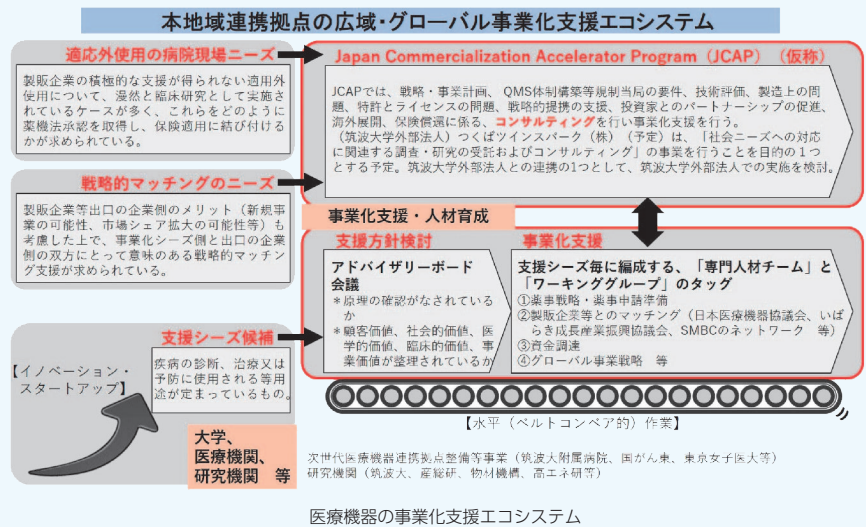 本地域連携拠点の広域・グローバル事業化支援エコシステム
適応外使用の病院現場ニーズ
製販企業の積極的な支援が得られない適用外
使用について、漫然と臨床研究として実施さ
れているケースが多く、これらをどのように
薬機法承認を取得し、保険適用に結び付ける
かが求められている。
戦略的マッチングのニーズ
製販企業等出口の企業側のメリット（新規事
業の可能性、市場シェア拡大の可能性等）も
考慮した上で、事業化シーズ側と出口の企業
側の双方にとって意味のある戦略的マッチン
グ支援が求められている。
支援シーズ候補
疾病の診断、治療又は
予防に使用される等用
途が定まっているもの。
【イノベーション・
スタートアップ】
大学、
医療機関、
研究機関　等
Japan Commercialization Accelerator Program（JCAP）（仮称）
JCAPでは、戦略・事業計画、QMS体制構築等規制当局の要件、技術評価、製造上の問
題、特許とライセンスの問題、戦略的提携の支援、投資家とのパートナーシップの促進、
海外展開、保険償還に係る、コンサルティングを行い事業化支援を行う。
（筑波大学外部法人）つくばツインスパーク（株）（予定）は、「社会ニーズへの対応
に関連する調査・研究の受託およびコンサルティング」の事業を行うことを目的の１つ
とする予定。筑波大学外部法人との連携の1つとして、筑波大学外部法人での実施を検討。
事業化支援・人材育成
支援方針検討
アドバイザリーボード
会議
＊原理の確認がなされている
か
＊顧客価値、社会的価値、医
学的価値、臨床的価値、事
業価値が整理されているか
事業化支援
支援シーズ毎に編成する、「専門人材チーム」と
「ワーキンググループ」のタッグ
①薬事戦略・薬事申請準備
②製販企業等とのマッチング（日本医療機器協議会、いば
らき成長産業振興協議会、SMBCのネットワーク　等）
③資金調達
④グローバル事業戦略　等
【水平（ベルトコンベア的）作業】
次世代医療機器連携拠点整備等事業（筑波大附属病院、国がん東、東京女子医大等）
研究機関（筑波大、産総研、物材機構、高エネ研等）
医療機器の事業化支援エコシステム